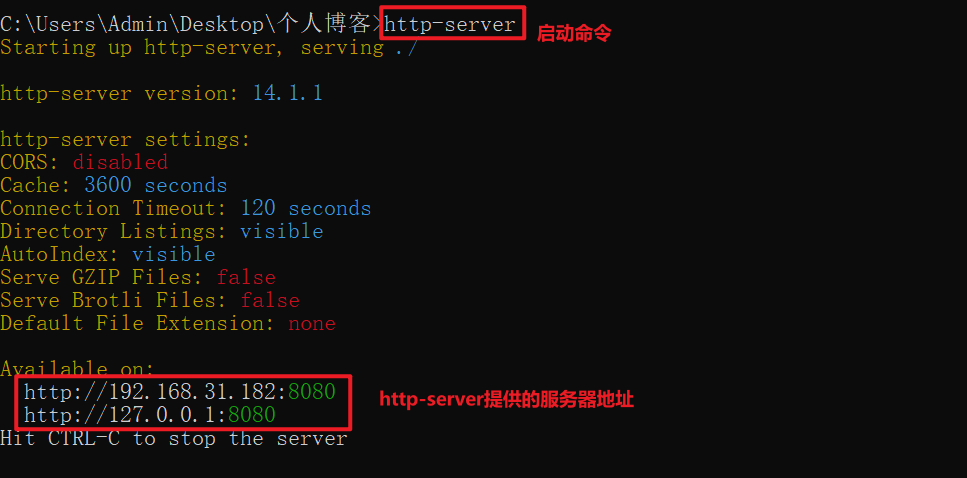 C:\Users\Admin\Desktop\个人博客>http-server
启动命令
Starting up http-server, serving ./
http-server version: 14.1.1
http-server settings:
CORS: disabled
Cache: 3600 seconds
Connection Timeout: 120 seconds
Directory Listings: visible
AutoIndex: visible
Serve GZIP Files: false
Serve Brotli Files: false
Default File Extension: none
Available on:
http://192.168.31.182:8080
http://127.0.0.1:8080
http-server提供的服务器地址
Hit CTRL-C to stop the server